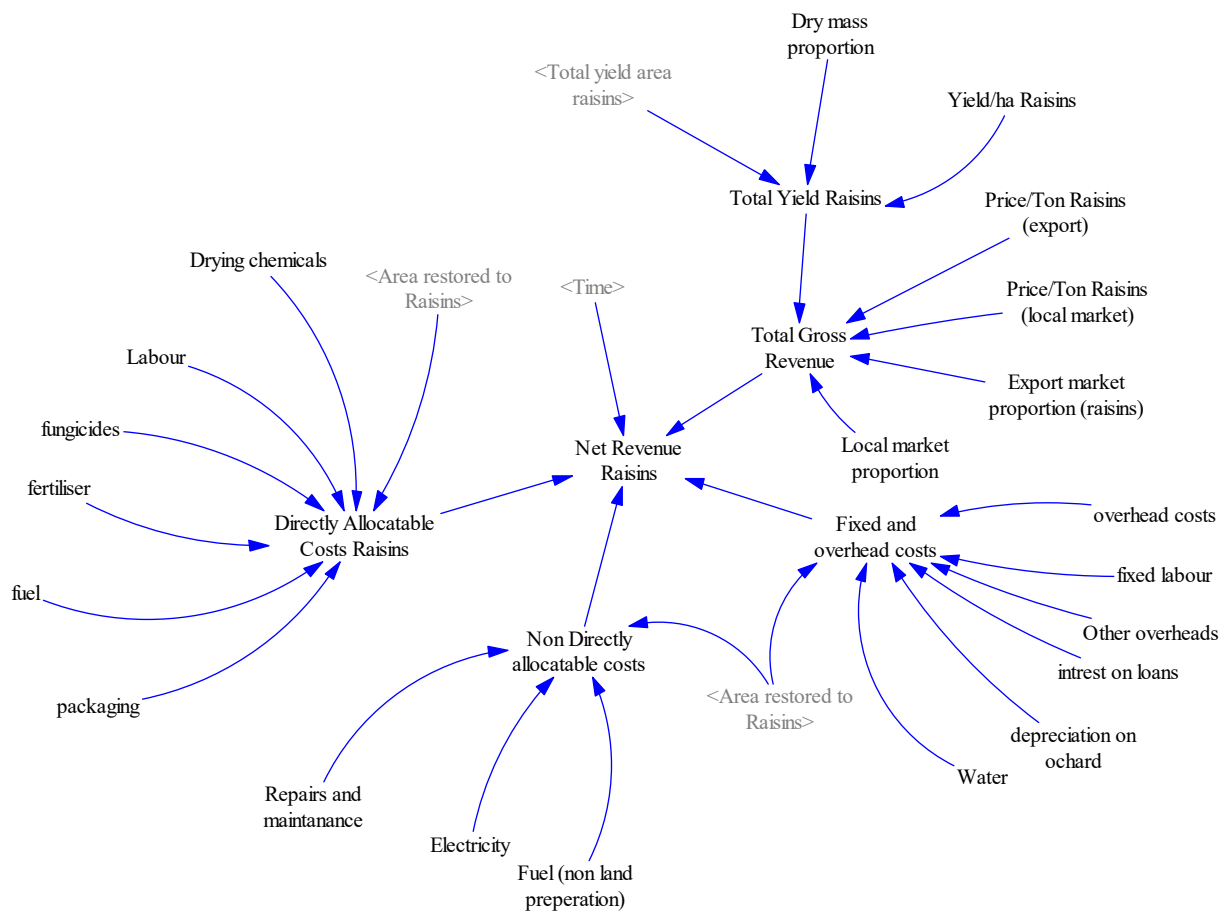 Dry mass
proportion
<Total yield area
raisins>
Yield/ha Raisins
Total Yield Raisins
Price/Ton Raisins
(export)
Drying chemicals
<Area restored to
Raisins>
<Time>
Price/Ton Raisins
(local market)
Total Gross
Revenue
Labour
Export market
proportion (raisins)
fungicides
Net Revenue
Raisins
Local market
proportion
fertiliser
Directly Allocatable
Costs Raisins
Fixed and
overhead costs
overhead costs
fixed labour
fuel
Other overheads
Non Directly
allocatable costs
intrest on loans
packaging
<Area restored to
Raisins>
depreciation on
ochard
Water
Repairs and
maintanance
Electricity
Fuel (non land
preperation)